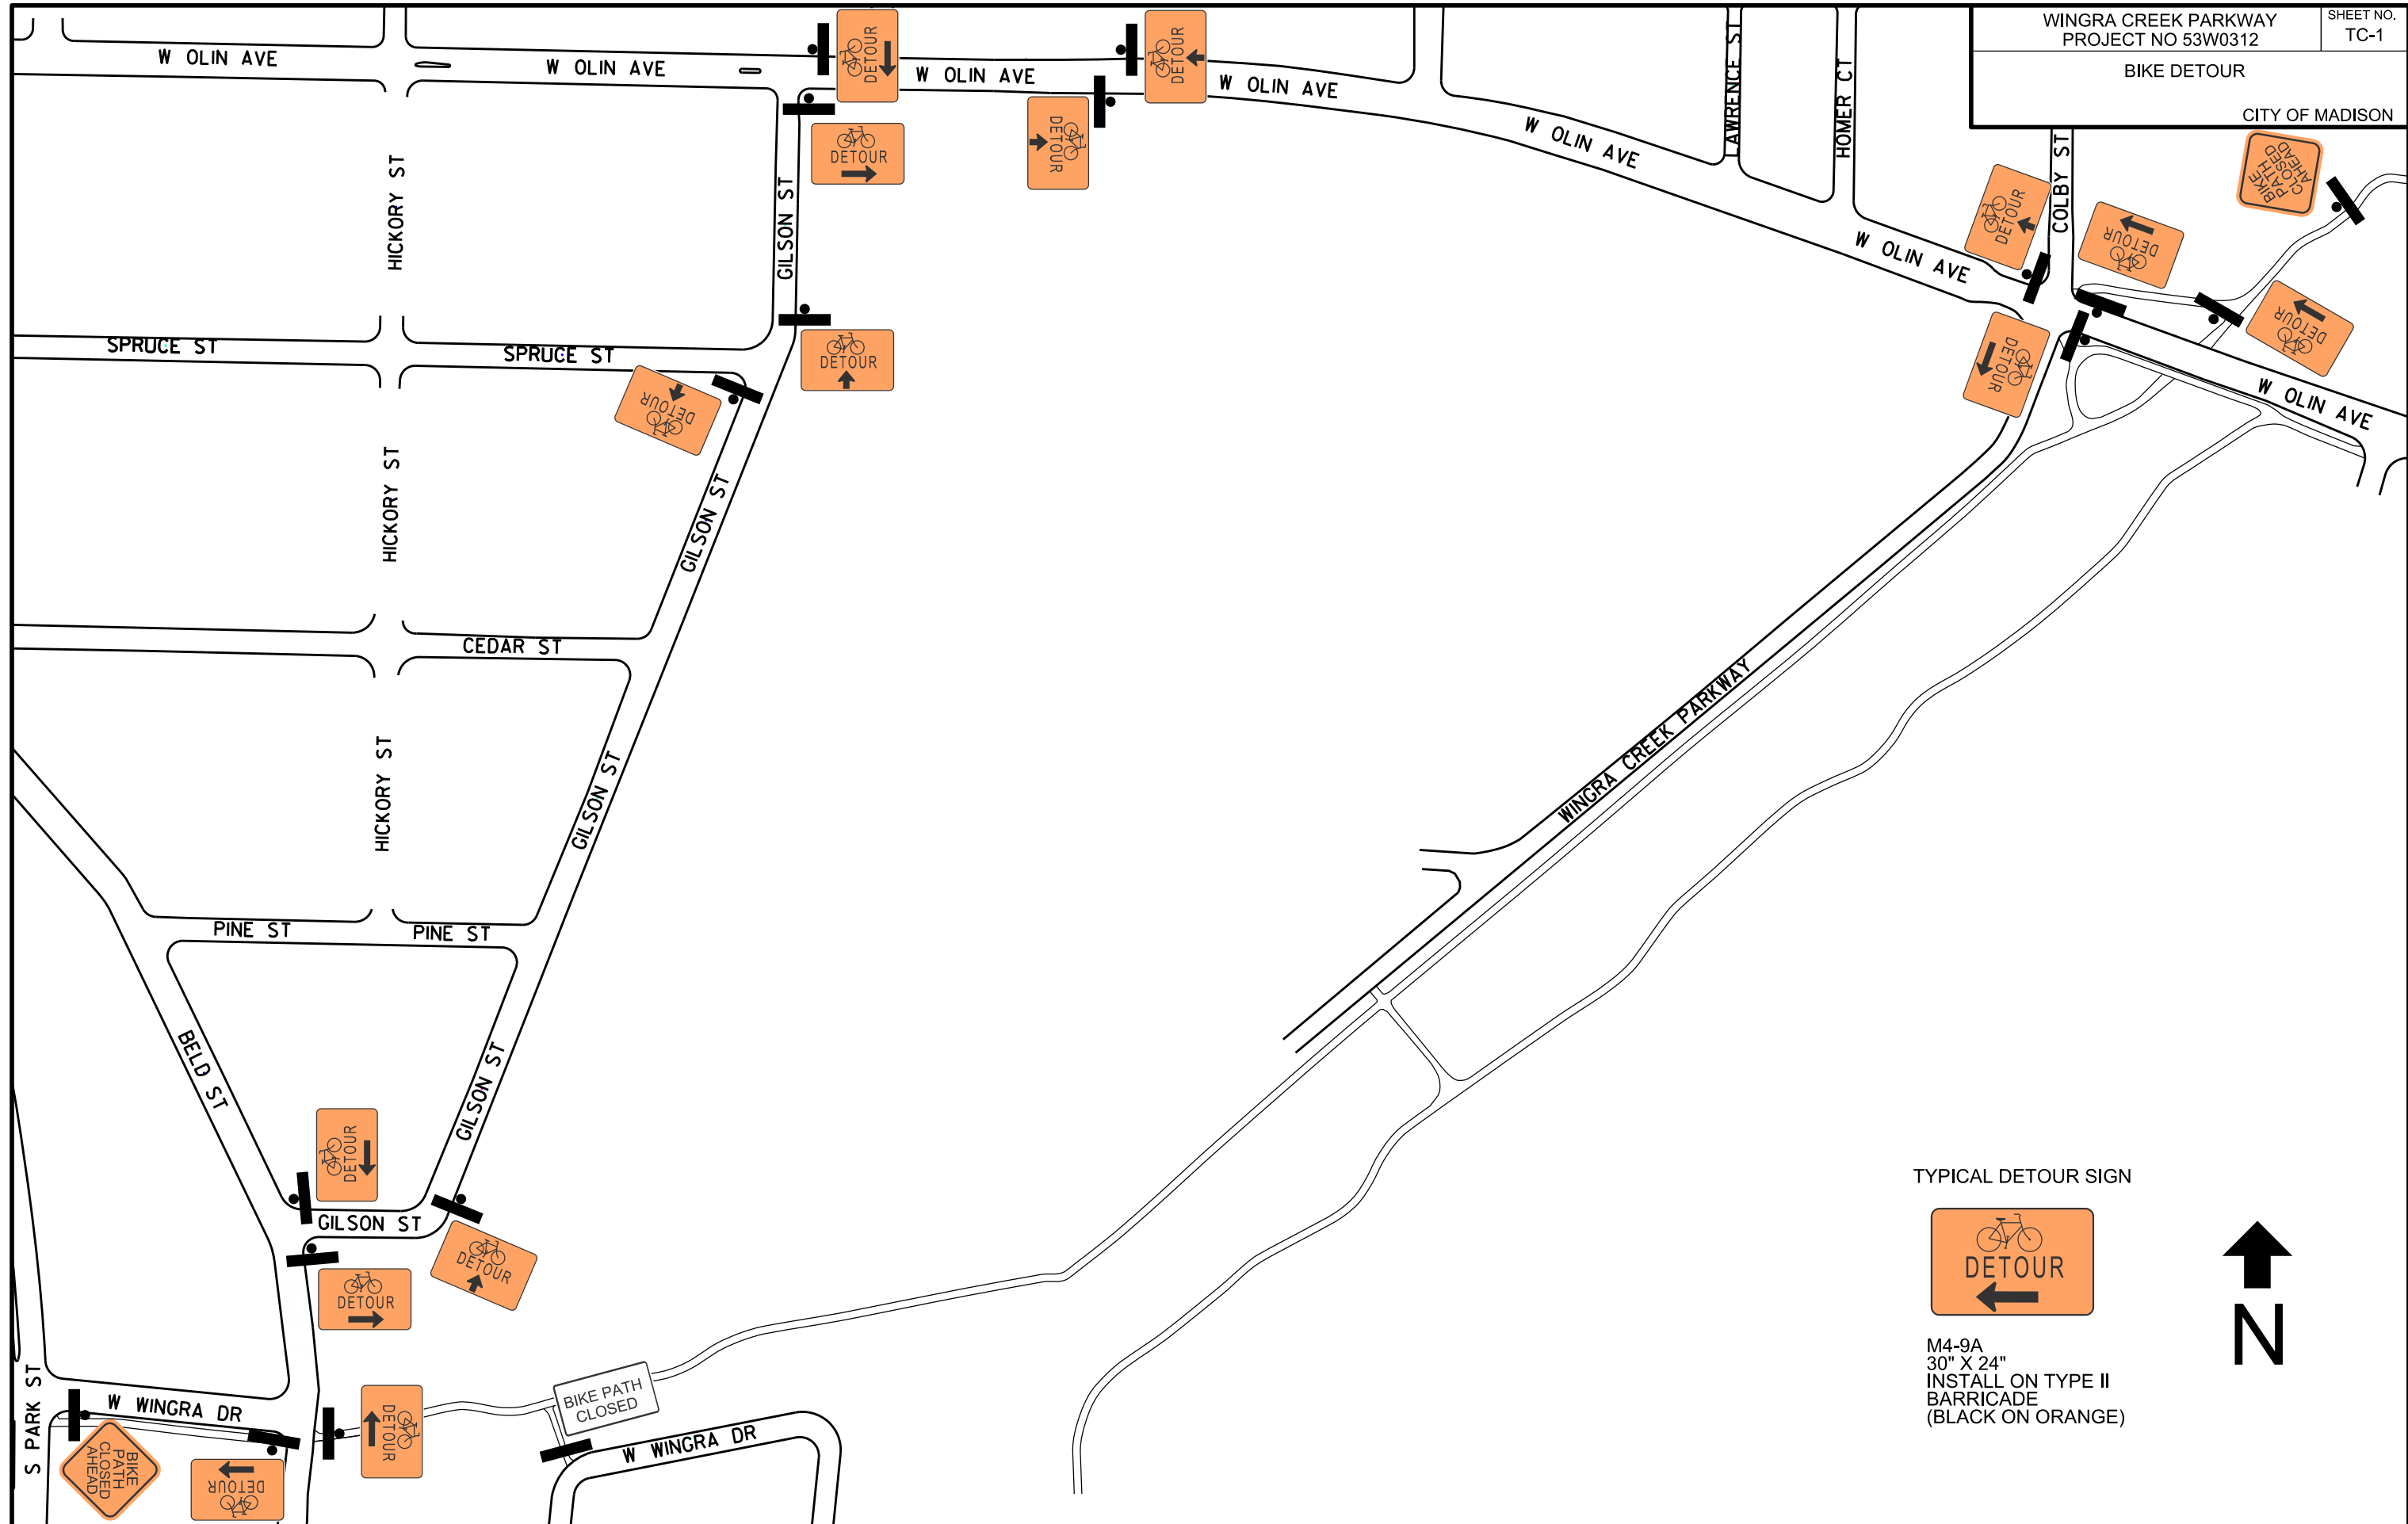 WINGRA CREEK PARKWAY
PROJECT NO 53W0312
SHEET NO.
TC-1
BIKE DETOUR
CITY OF MADISON
W OLIN AVE
W OLIN AVE
DETOUR
W OLIN AVE
DETOUR
W OLIN AVE
DETOUR
DETOUR
W OLIN AVE
LAWRENCE ST
HOMER CT
COLBY ST
BIKE
PATH
CLOSED
AHEAD
HICKORY ST
GILSON ST
DETOUR
DETOUR
W OLIN AVE
DETOUR
DETOUR
W OLIN AVE
SPRUCE ST
SPRUCE ST
DETOUR
DETOUR
HICKORY ST
GILSON ST
CEDAR ST
HICKORY ST
GILSON ST
WINGRA CREEK PARKWAY
PINE ST
PINE ST
BELD ST
GILSON ST
DETOUR
GILSON ST
DETOUR
DETOUR
TYPICAL DETOUR SIGN
DETOUR
M4-9A
30" X 24"
INSTALL ON TYPE II
BARRICADE
(BLACK ON ORANGE)
N
S PARK ST
W WINGRA DR
BIKE
PATH
CLOSED
AHEAD
DETOUR
DETOUR
BIKE PATH
CLOSED
W WINGRA DR